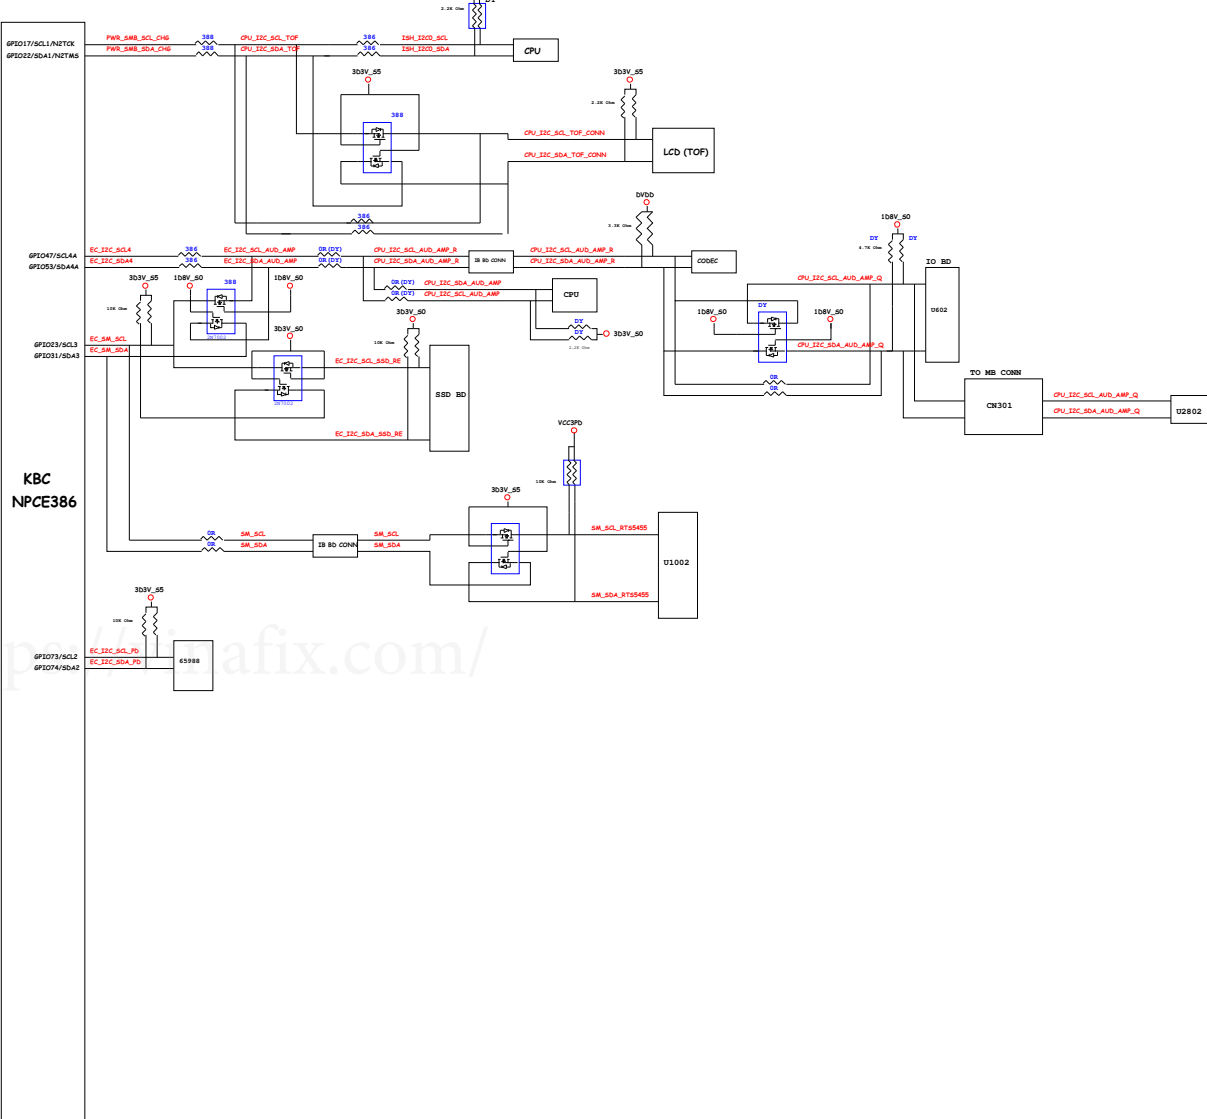 2.2K Ohm
GPIO17/SCL1/N2TCK
PWR_SMB_SCL_CHG
388
CPU_I2C_SCL_TOF
386
ISH_I2C0_SCL
GPIO22/SDA1/N2TMS
PWR_SMB_SDA_CHG
388
CPU_I2C_SDA_TOF
386
ISH_I2C0_SDA
CPU
3D3V_S5
388
3D3V_S5
2.2K Ohm
CPU_I2C_SCL_TOF_CONN
CPU_I2C_SDA_TOF_CONN
LCD (TOF)
386
386
DVDD
3.3K Ohm
GPIO47/SCL4A
EC_I2C_SCL4
386
EC_I2C_SCL_AUD_AMP
0R(DY)
CPU_I2C_SCL_AUD_AMP_R
CPU_I2C_SCL_AUD_AMP_R
GPIO53/SDA4A
EC_I2C_SDA4
386
EC_I2C_SDA_AUD_AMP
0R(DY)
CPU_I2C_SDA_AUD_AMP_R
IB BD CONN
CPU_I2C_SDA_AUD_AMP_R
CODEC
1D8V_S0
DY
DY
4.7K Ohm
IO BD
U602
CPU_I2C_SCL_AUD_AMP_Q
DY
1D8V_S0
1D8V_S0
CPU_I2C_SDA_AUD_AMP_Q
0R
0R
TO MB CONN
CN301
CPU_I2C_SCL_AUD_AMP_Q
CPU_I2C_SDA_AUD_AMP_Q
U2802
0R(DY)
CPU_I2C_SDA_AUD_AMP
0R(DY)
CPU_I2C_SCL_AUD_AMP
CPU
DY
DY
3D3V_S0
2.2K Ohm
3D3V_S5
10K Ohm
1D8V_S0
388
1D8V_S0
2N7002
GPIO23/SCL3
EC_SM_SCL
GPIO31/SDA3
EC_SM_SDA
3D3V_S0
2N7002
3D3V_S0
10K Ohm
EC_I2C_SCL_SSD_RE
EC_I2C_SDA_SSD_RE
SSD BD
KBC
NPCE386
VCC3PD
10K Ohm
3D3V_S5
0R
SM_SCL
0R
SM_SDA
IB BD CONN
SM_SCL
SM_SDA
SM_SCL_RTS5455
SM_SDA_RTS5455
U1002
3D3V_S5
10K Ohm
GPIO73/SCL2
EC_I2C_SCL_PD
GPIO74/SDA2
EC_I2C_SDA_PD
65988
ps://vinafix.com/